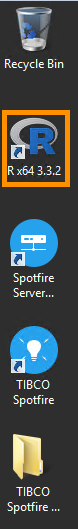 Recycle Bin
R x64 3.3.2
Spotfire
Server...
TIBCO
Spotfire
TIBCO
Spotfire ...